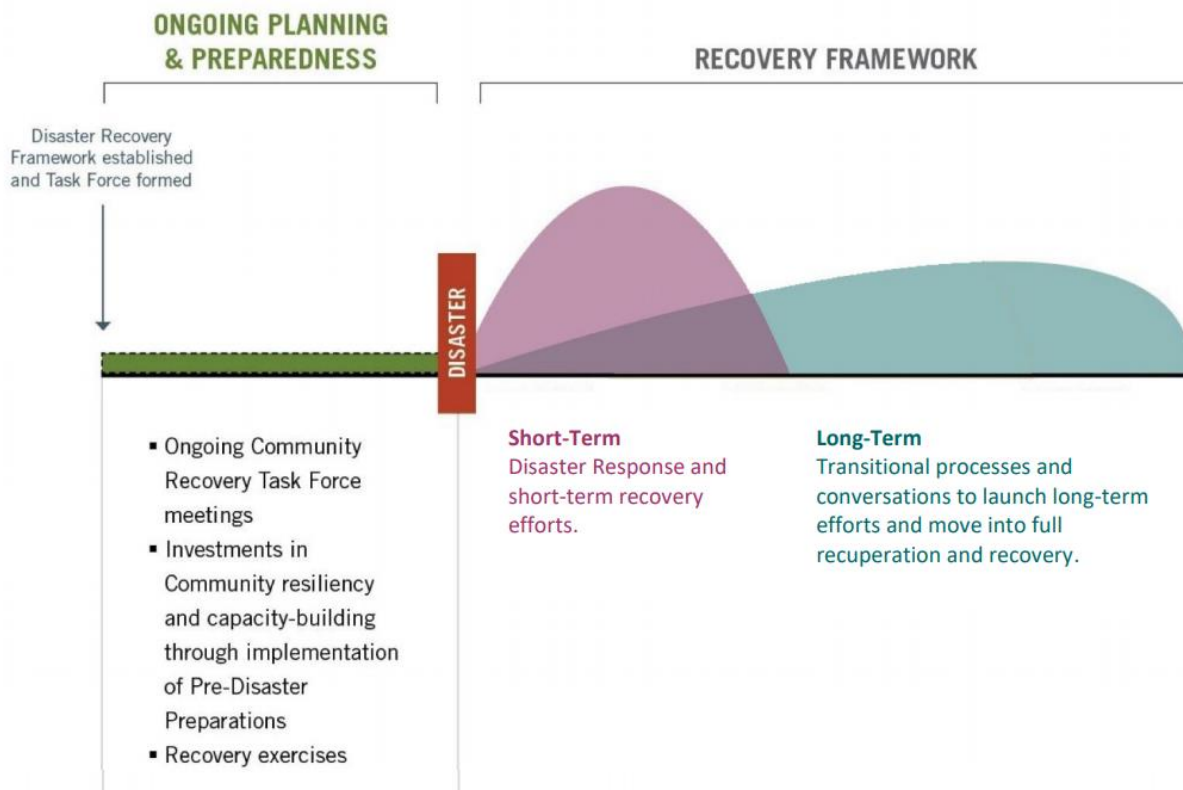 ONGOING PLANNING
& PREPAREDNESS
RECOVERY FRAMEWORK
Disaster Recovery
Framework established
and Task Force formed
DISASTER
▪ Ongoing Community
Recovery Task Force
meetings
▪ Investments in
Community resiliency
and capacity-building
through implementation
of Pre-Disaster
Preparations
▪ Recovery exercises
Short-Term
Disaster Response and
short-term recovery
efforts.
Long-Term
Transitional processes and
conversations to launch long-term
efforts and move into full
recuperation and recovery.